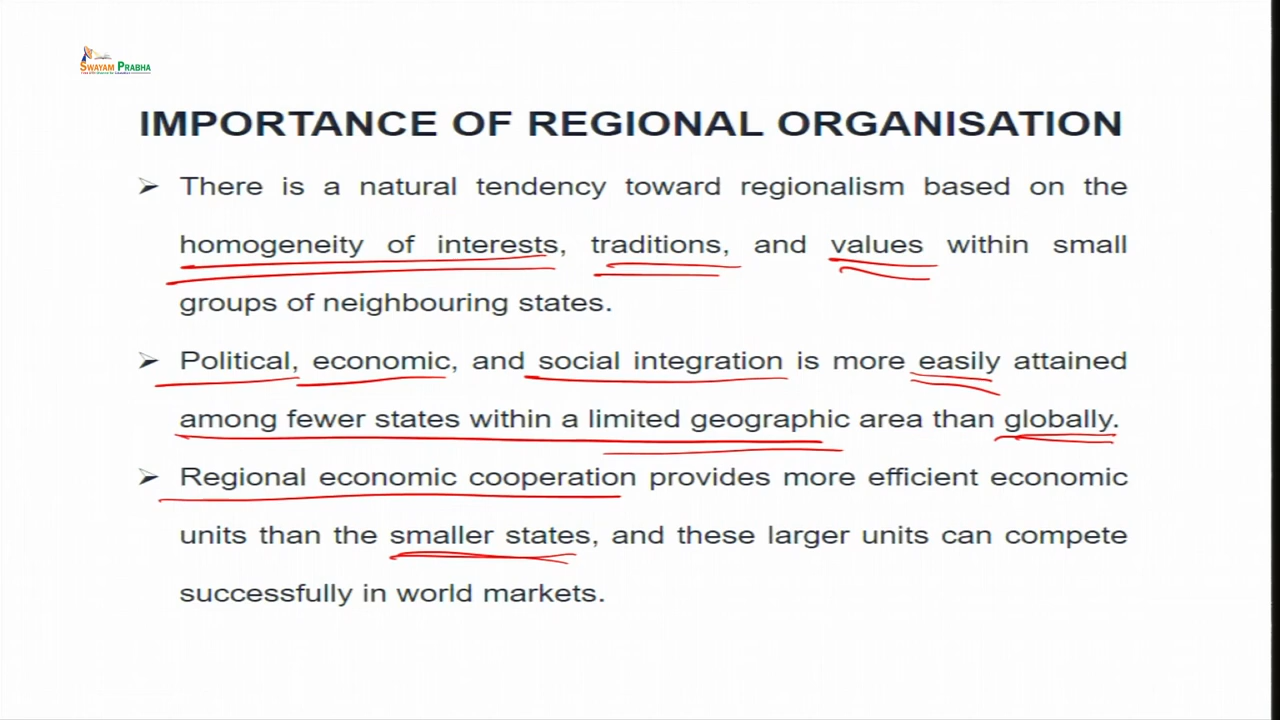 SWAYAM PRABHA
IMPORTANCE OF REGIONAL ORGANISATION
➢ There is a natural tendency toward regionalism based on the
homogeneity of interests, traditions, and values within small
groups of neighbouring states.
➢ Political, economic, and social integration is more easily attained
among fewer states within a limited geographic area than globally.
➢ Regional economic cooperation provides more efficient economic
units than the smaller states, and these larger units can compete
successfully in world markets.